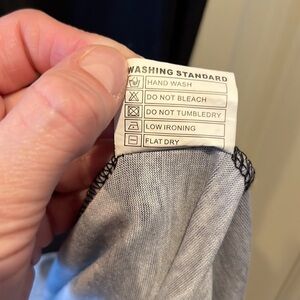 WASHING STANDARD
HAND WASH
DO NOT BLEACH
DO NOT TUMBLEDRY
LOW IRONING
FLAT DRY